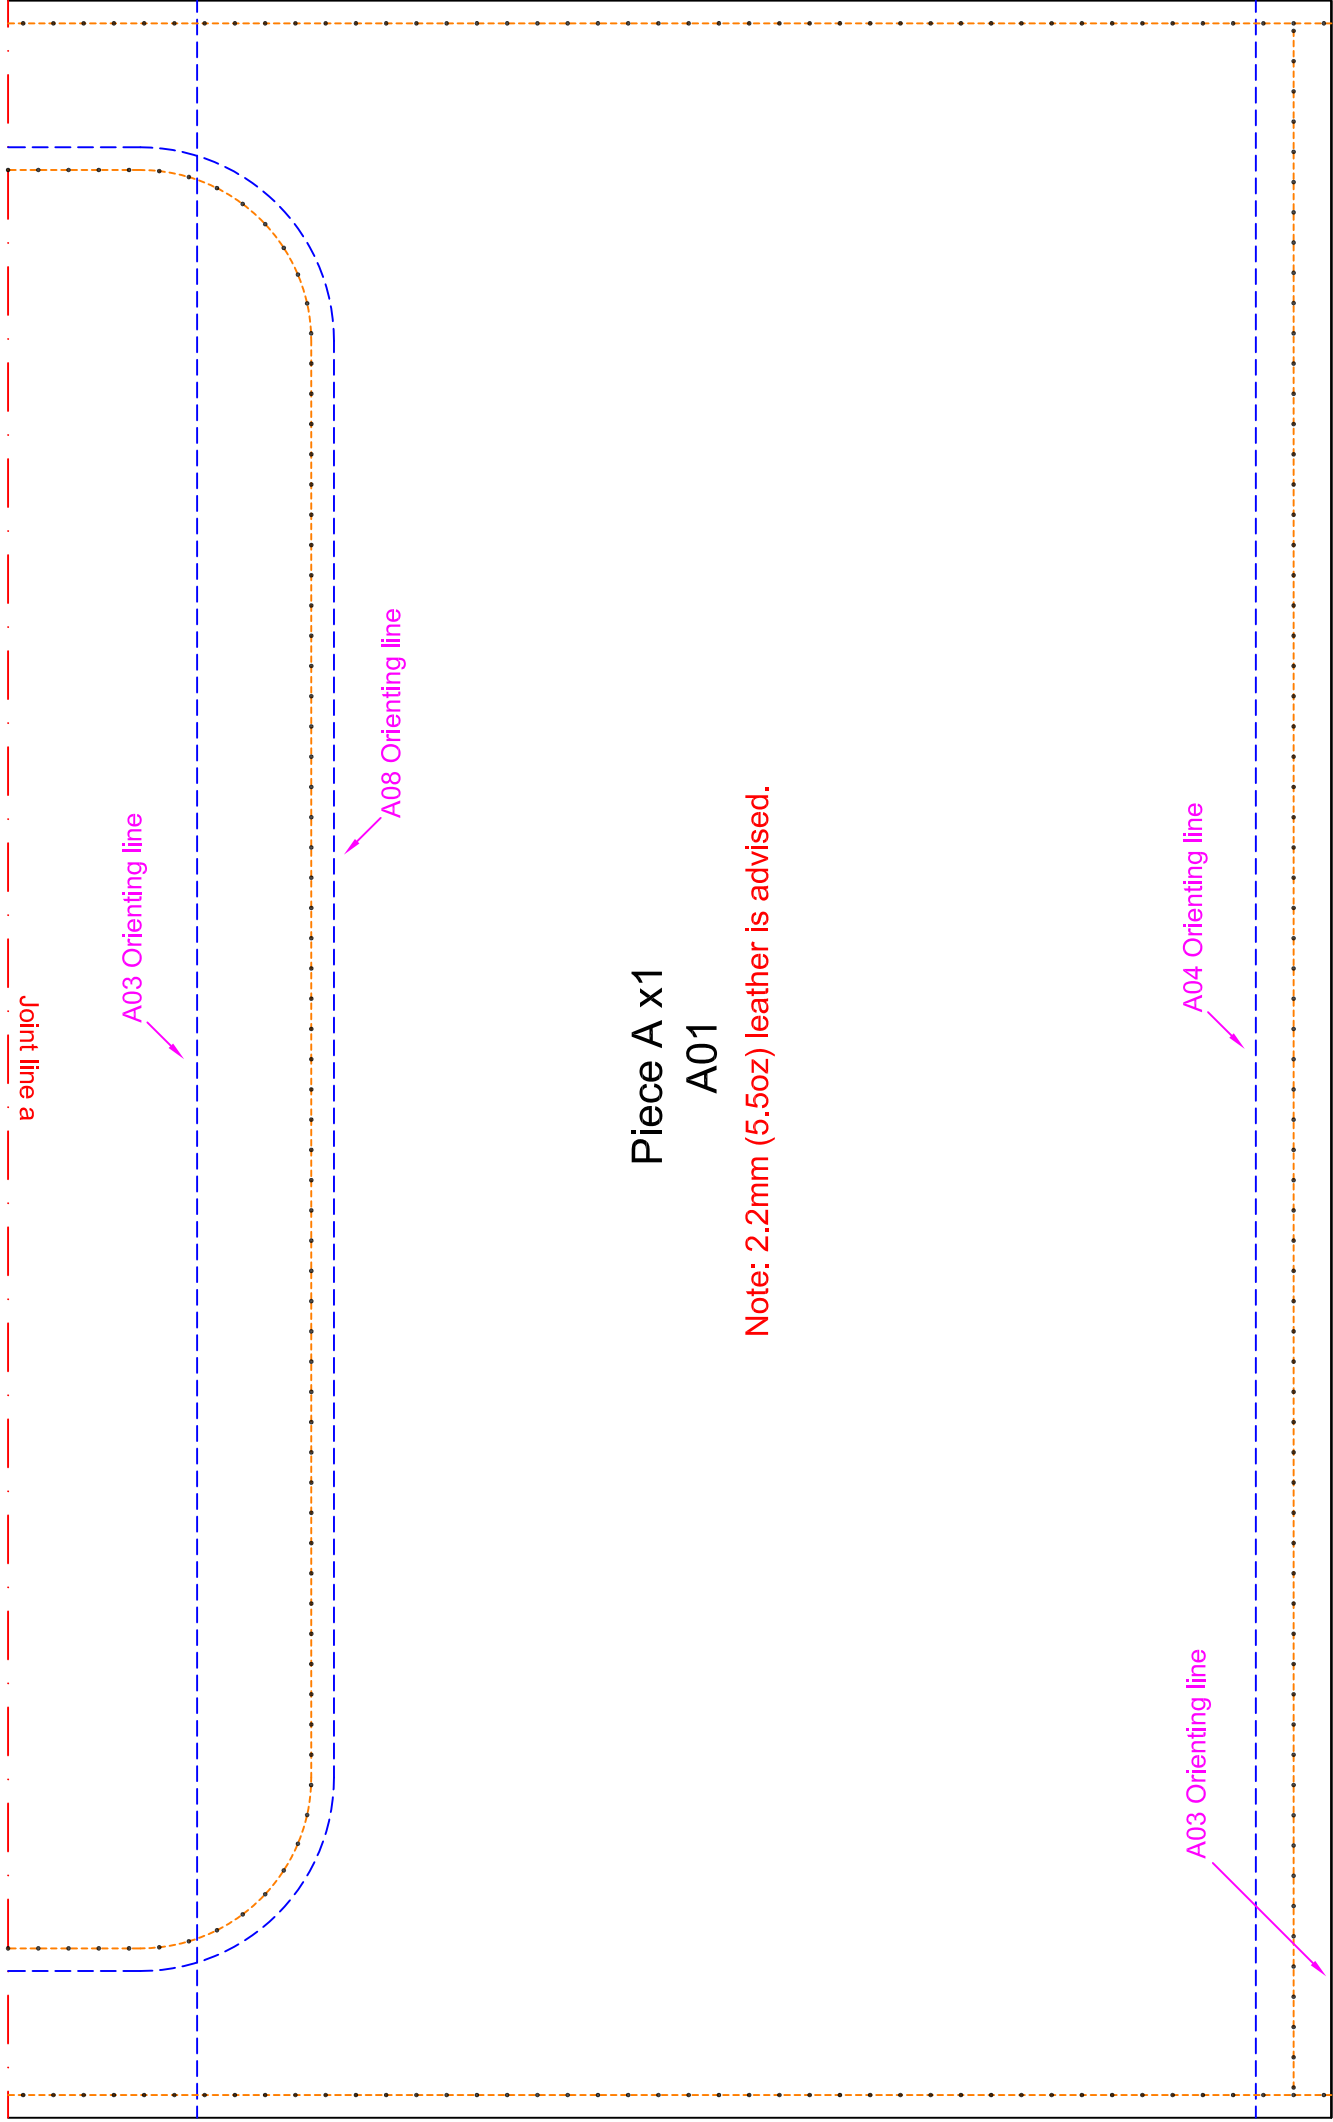 Joint line a
A03 Orienting line
A08 Orienting line
Piece A x1
A01
Note: 2.2mm (5.5oz) leather is advised.
A04 Orienting line
A03 Orienting line